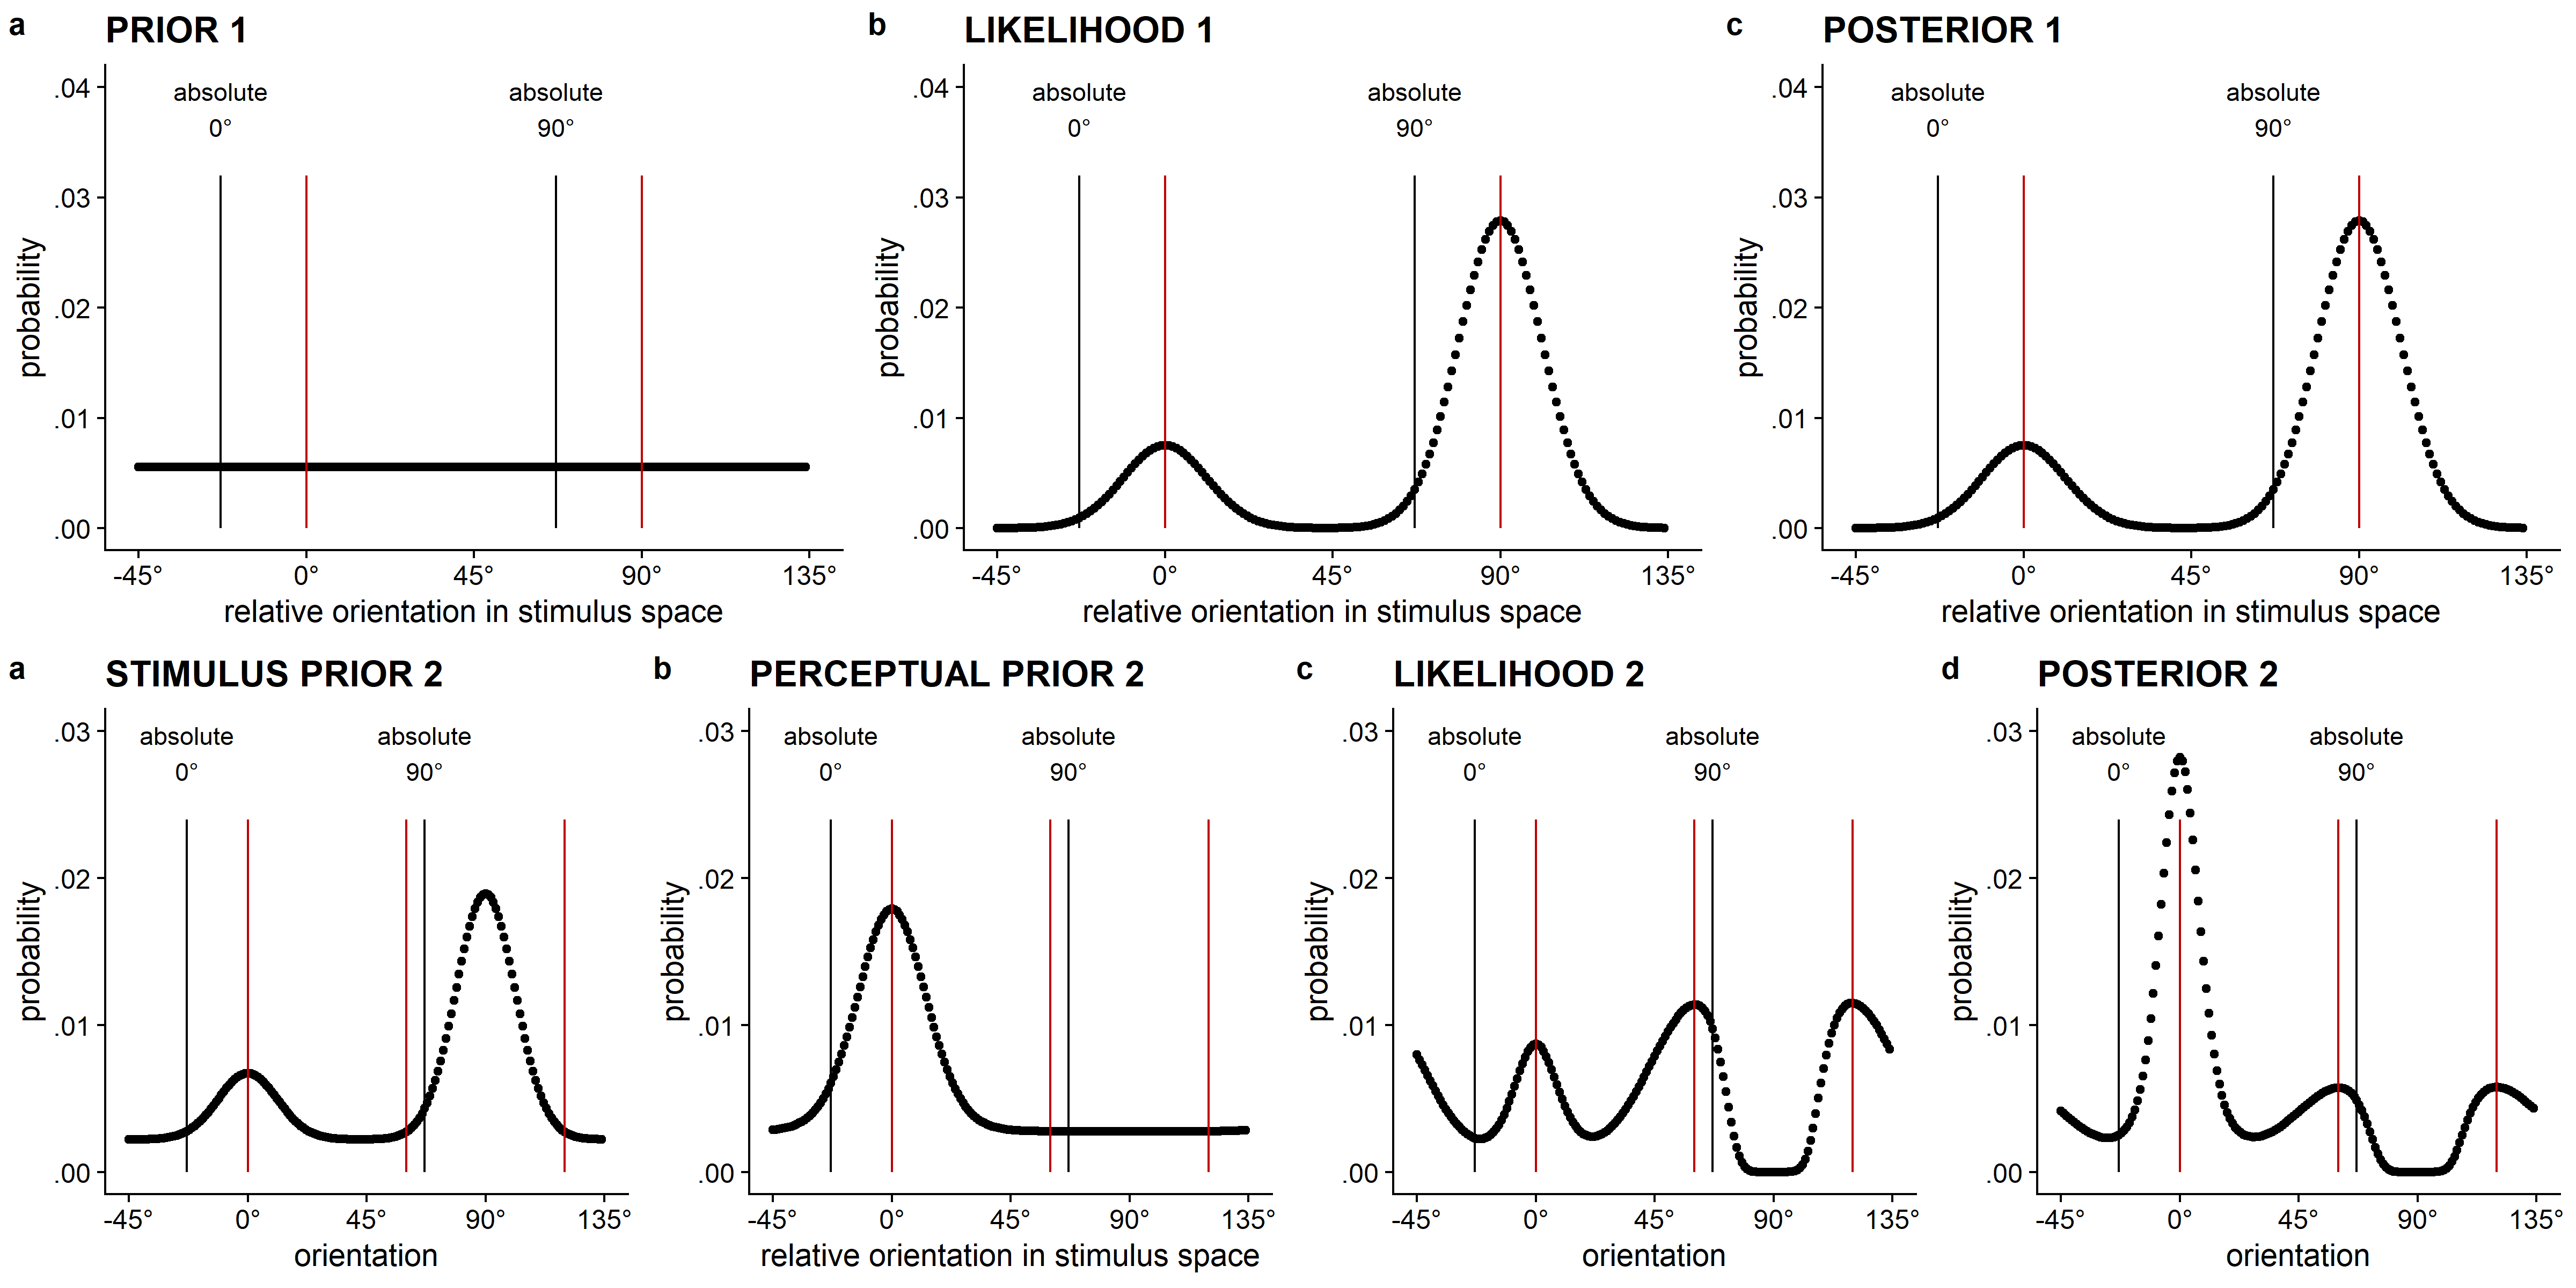 a PRIOR 1
absolute
0°
absolute
90°
.04
.03
.02
.01
.00
probability
-45° 0° 45° 90° 135°
relative orientation in stimulus space
b LIKELIHOOD 1
absolute
0°
absolute
90°
.04
.03
.02
.01
.00
probability
-45° 0° 45° 90° 135°
relative orientation in stimulus space
c POSTERIOR 1
absolute
0°
absolute
90°
.04
.03
.02
.01
.00
probability
-45° 0° 45° 90° 135°
relative orientation in stimulus space
a STIMULUS PRIOR 2
absolute
0°
absolute
90°
.03
.02
.01
.00
probability
-45° 0° 45° 90° 135°
orientation
b PERCEPTUAL PRIOR 2
absolute
0°
absolute
90°
.03
.02
.01
.00
probability
-45° 0° 45° 90° 135°
relative orientation in stimulus space
c LIKELIHOOD 2
absolute
0°
absolute
90°
.03
.02
.01
.00
probability
-45° 0° 45° 90° 135°
orientation
d POSTERIOR 2
absolute
0°
absolute
90°
.03
.02
.01
.00
probability
-45° 0° 45° 90° 135°
orientation